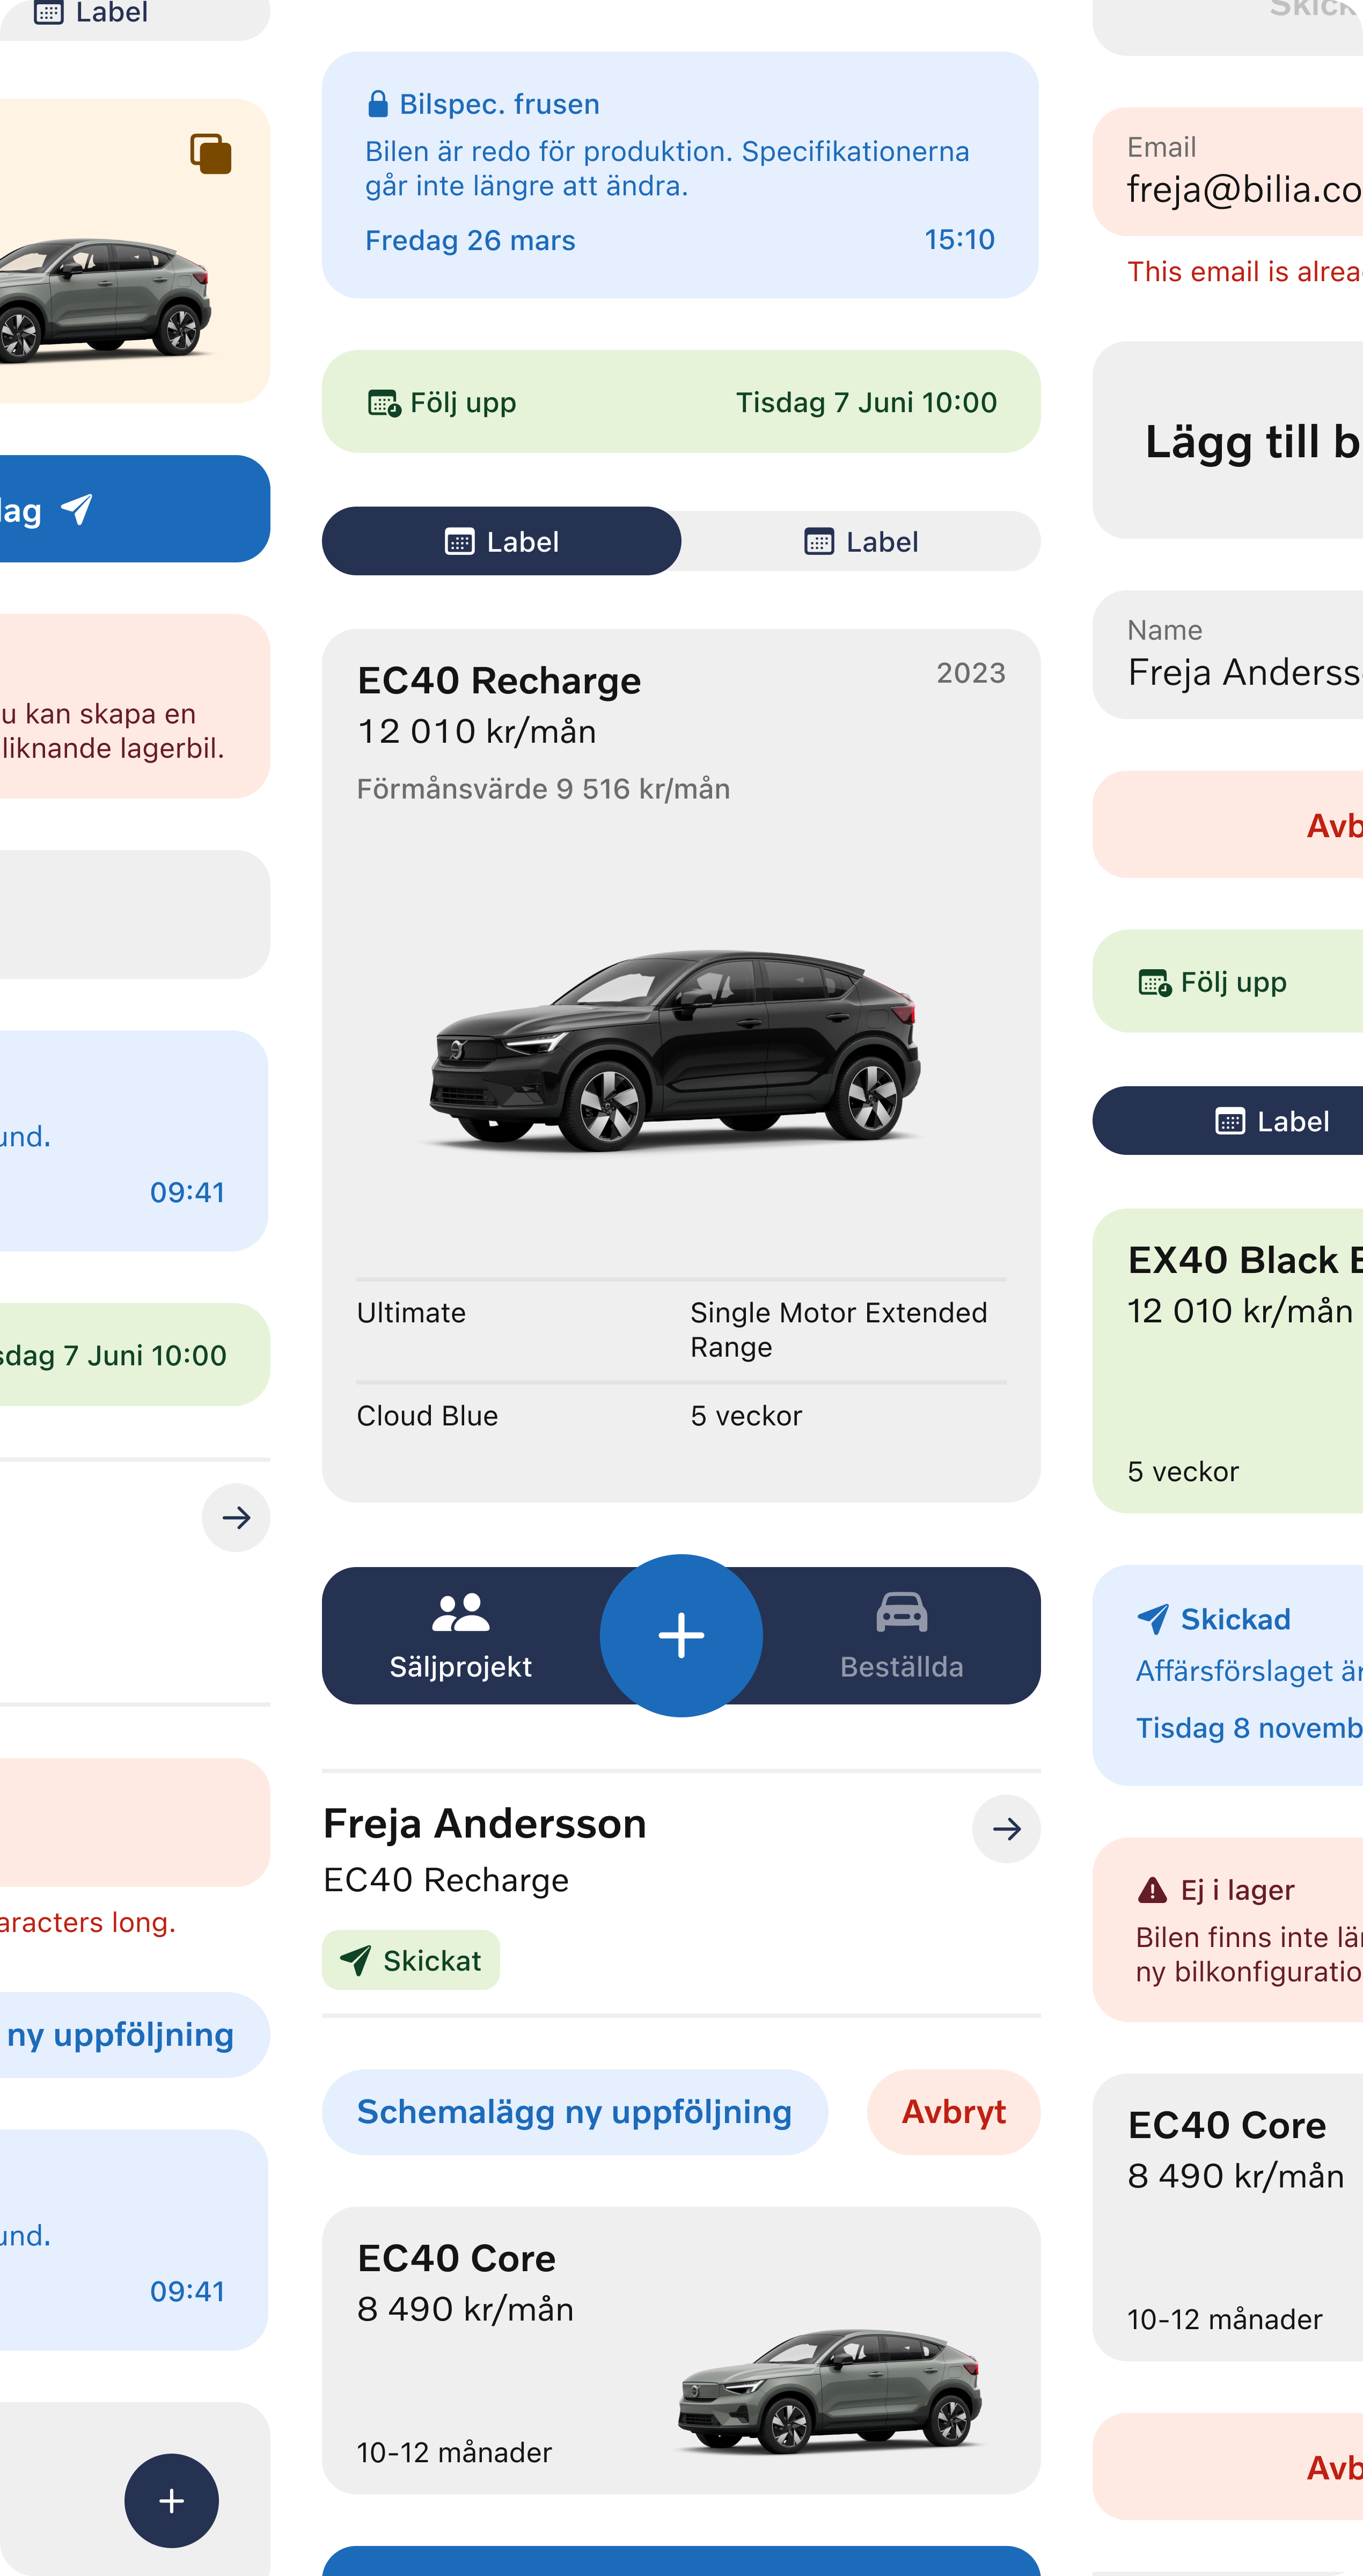 Label
dag
u kan skapa en
liknande lagerbil.
und.
09:41
sdag 7 Juni 10:00
aracters long.
ny uppföljning
und.
09:41
Bilspec. frusen
Bilen är redo för produktion. Specifikationerna
går inte längre att ändra.
Fredag 26 mars
15:10
Följ upp
Tisdag 7 Juni 10:00
Label
Label
EC40 Recharge
2023
12 010 kr/mån
Förmånsvärde 9 516 kr/mån
Ultimate
Single Motor Extended
Range
Cloud Blue
5 veckor
Säljprojekt
Beställda
Freja Andersson
EC40 Recharge
Skickat
Schemalägg ny uppföljning
Avbryt
EC40 Core
8 490 kr/mån
10-12 månader
Skick
Email
freja@bilia.co
This email is alrea
Lägg till b
Name
Freja Anderss
Avb
Följ upp
Label
EX40 Black E
12 010 kr/mån
5 veckor
Skickad
Affärsförslaget är
Tisdag 8 novemb
Ej i lager
Bilen finns inte län
ny bilkonfiguratio
EC40 Core
8 490 kr/mån
10-12 månader
Avb